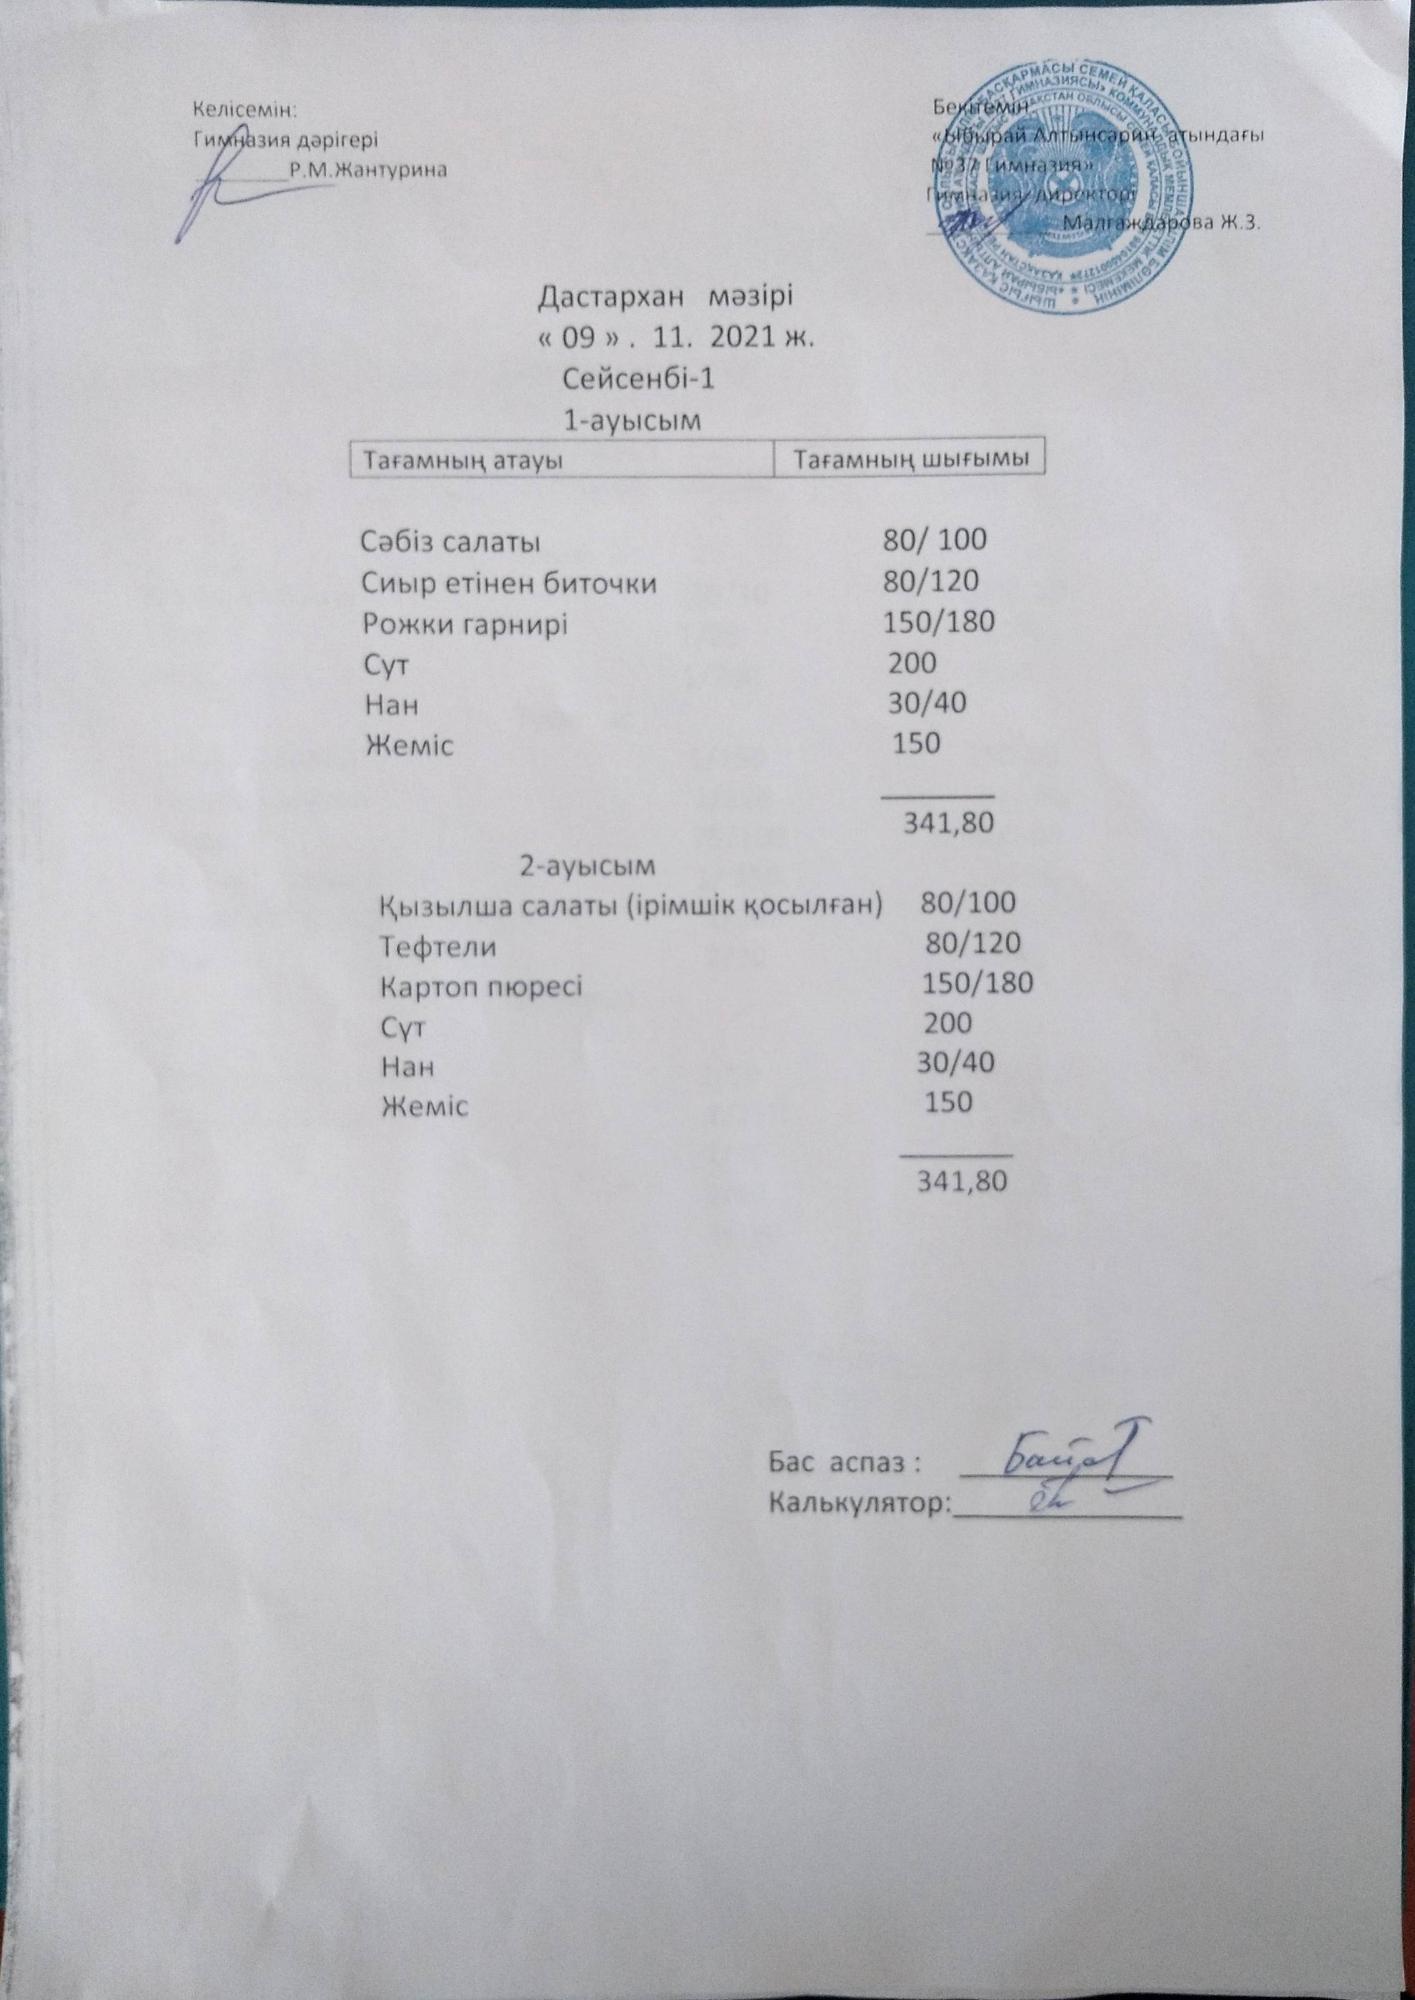 Келісемін:
Гимназия дәрігері
________Р.М.Жантурина
Бекітемін:
«Ыбырай Алтынсарин атындағы
№37 Гимназия»
Гимназия директоры
Малгаждарова Ж.З.
Дастархан мәзірі
« 09 » . 11. 2021 ж.
Сейсенбі-1
1-ауысым
Тағамның атауы Тағамның шығымы
Сәбіз салаты 80/ 100
Сиыр етінен биточки 80/120
Рожки гарнирі 150/180
Сүт 200
Нан 30/40
Жеміс 150
341,80
2-ауысым
Қызылша салаты (ірімшік қосылған) 80/100
Тефтели 80/120
Картоп пюресі 150/180
Сүт 200
Нан 30/40
Жеміс 150
341,80
Бас аспаз :
Калькулятор: